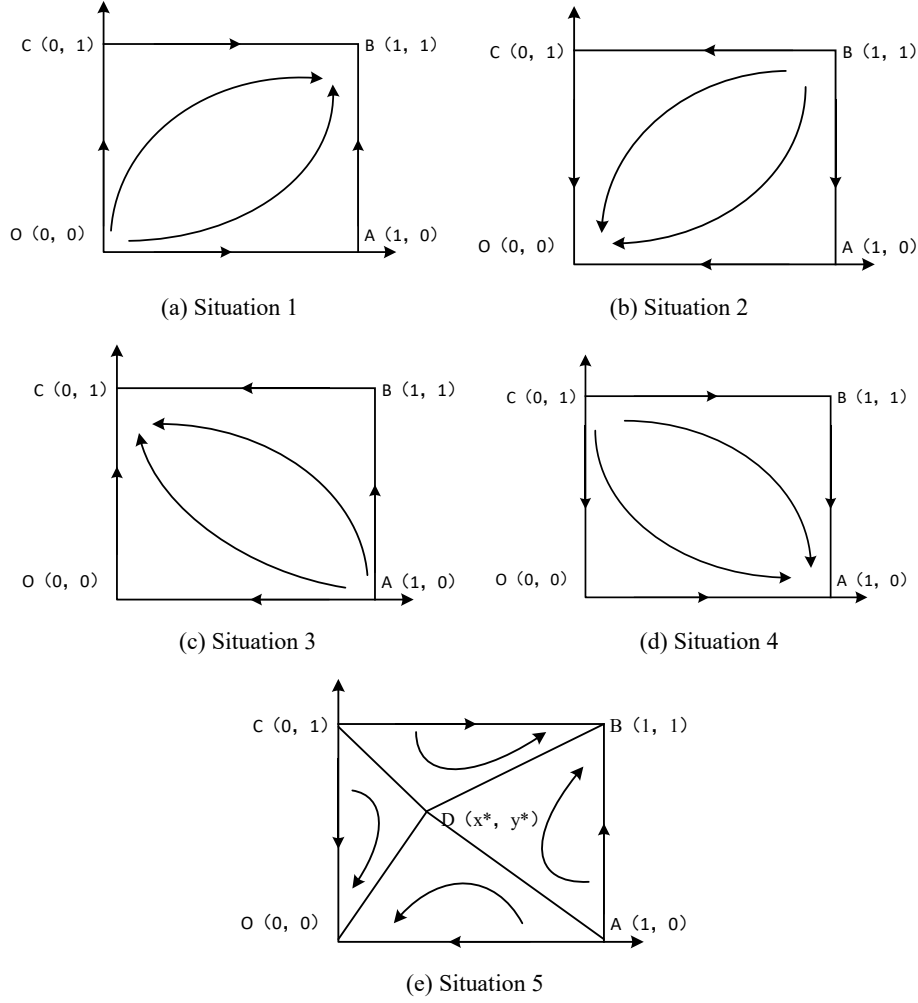 C (0, 1) B (1, 1)
O (0, 0) A (1, 0)
(a) Situation 1
C (0, 1) B (1, 1)
O (0, 0) A (1, 0)
(b) Situation 2
C (0, 1) B (1, 1)
O (0, 0) A (1, 0)
(c) Situation 3
C (0, 1) B (1, 1)
O (0, 0) A (1, 0)
(d) Situation 4
C (0, 1) B (1, 1)
D (x*, y*)
O (0, 0) A (1, 0)
(e) Situation 5